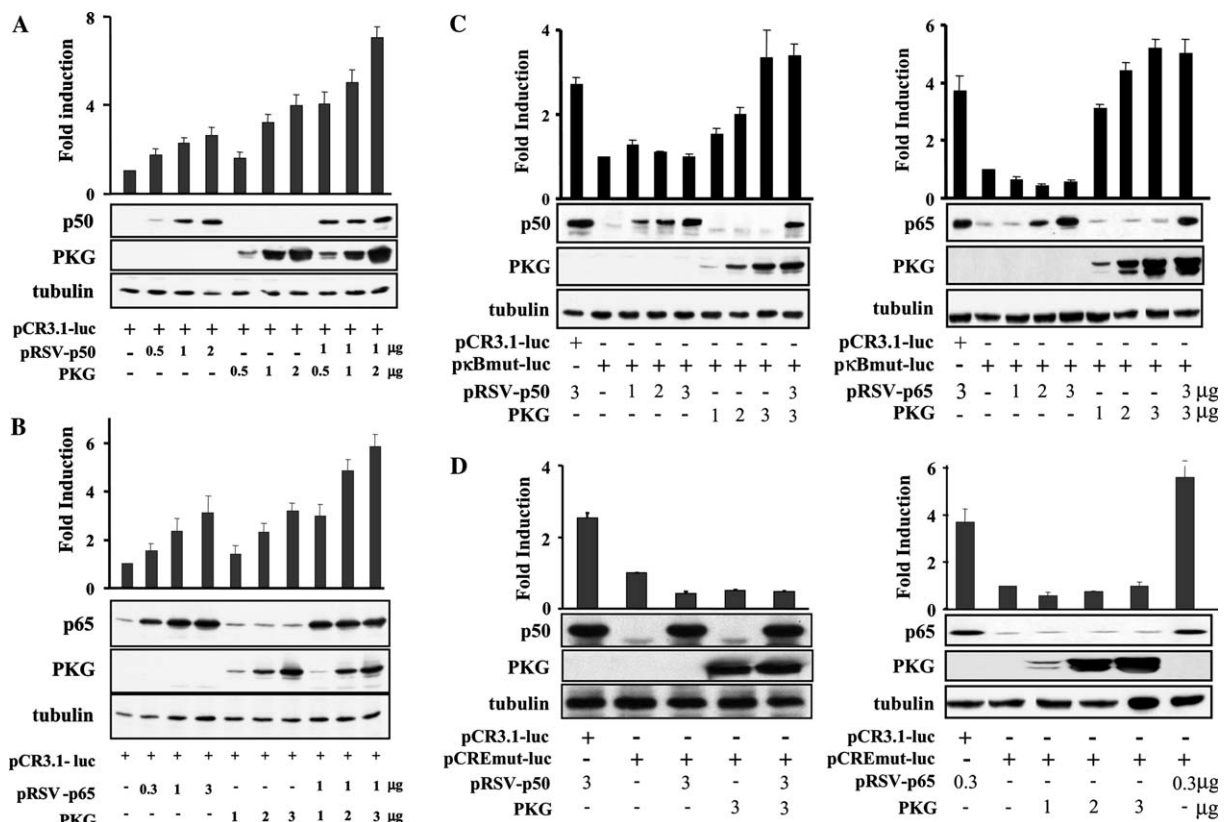 A
Fold induction
8
4
0
p50
PKG
tubulin
pCR3.1-luc + + + + + + + + + +
pRSV-p50 - 0.5 1 2 - - - 1 1 1 μg
PKG - - - - 0.5 1 2 0.5 1 2 μg
B
Fold Induction
6
4
2
0
p65
PKG
tubulin
pCR3.1-luc + + + + + + + + + +
pRSV-p65 - 0.3 1 3 - - - 1 1 1 μg
PKG - - - - 1 2 3 1 2 3 μg
C
Fold Induction
4
2
0
p50
PKG
tubulin
pCR3.1-luc + - - - - - - - -
pκBmut-luc - + + + + + + + +
pRSV-p50 3 - 1 2 3 - - - 3
PKG - - - - - 1 2 3 3
Fold Induction
6
4
2
0
p65
PKG
tubulin
pCR3.1-luc + - - - - - - - -
pκBmut-luc - + + + + + + + +
pRSV-p65 3 - 1 2 3 - - - 3 μg
PKG - - - - - 1 2 3 3 μg
D
Fold Induction
4
2
0
p50
PKG
tubulin
pCR3.1-luc + - - - -
pCREmut-luc - + + + +
pRSV-p50 3 - 3 - 3
PKG - - - 3 3
Fold Induction
6
4
2
0
p65
PKG
tubulin
pCR3.1-luc + - - - - -
pCREmut-luc - + + + + +
pRSV-p65 0.3 - - - - 0.3μg
PKG - - 1 2 3 - μg